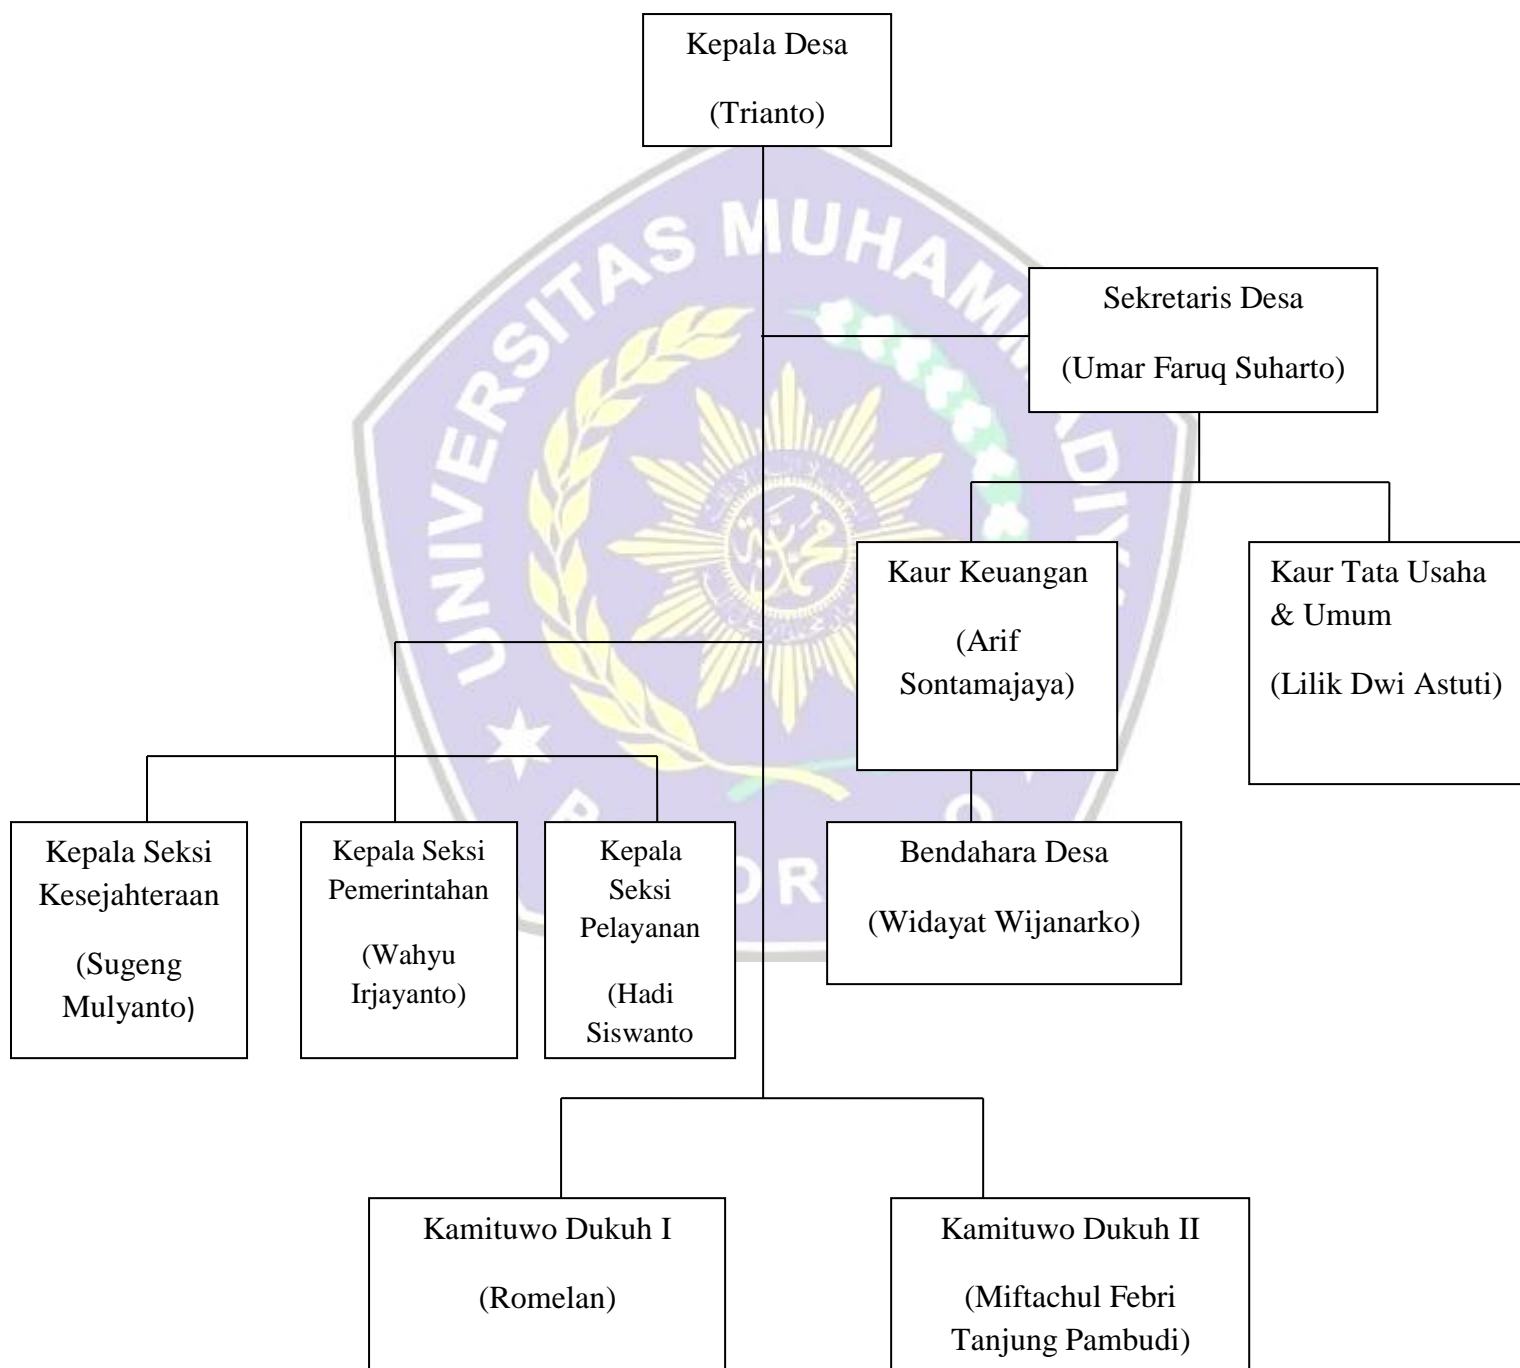 Kepala Desa
(Trianto)
UNIVERSITAS MUHAMMADIYAH
Sekretaris Desa
(Umar Faruq Suharto)
Kaur Keuangan
(Arif
Sontamajaya)
Kaur Tata Usaha
& Umum
(Lilik Dwi Astuti)
Kepala Seksi
Kesejahteraan
(Sugeng
Mulyanto)
Kepala Seksi
Pemerintahan
(Wahyu
Irjayanto)
Kepala
Seksi
Pelayanan
(Hadi
Siswanto
Bendahara Desa
(Widayat Wijanarko)
Kamituwo Dukuh I
(Romelan)
Kamituwo Dukuh II
(Miftachul Febri
Tanjung Pambudi)